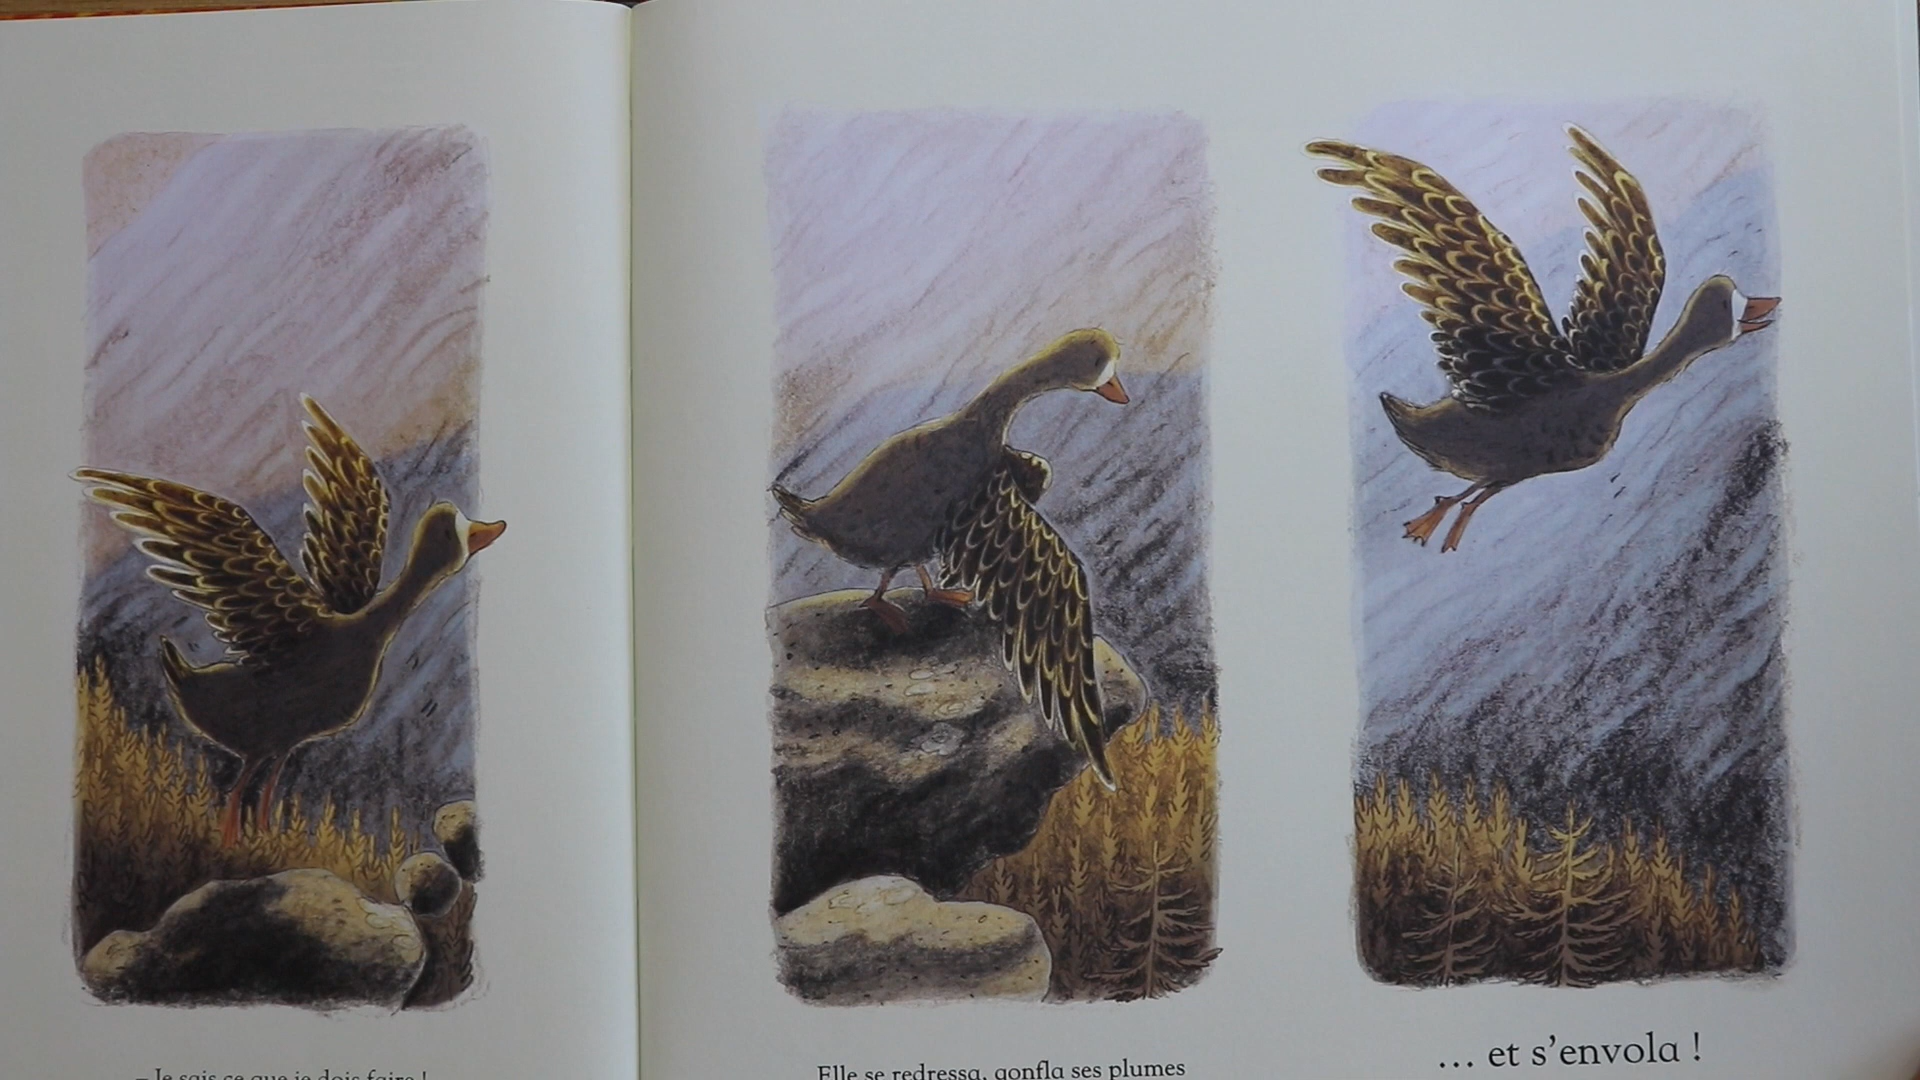 – Je sais ce que je dois faire !
Elle se redressa, gonfla ses plumes
... et s'envola !